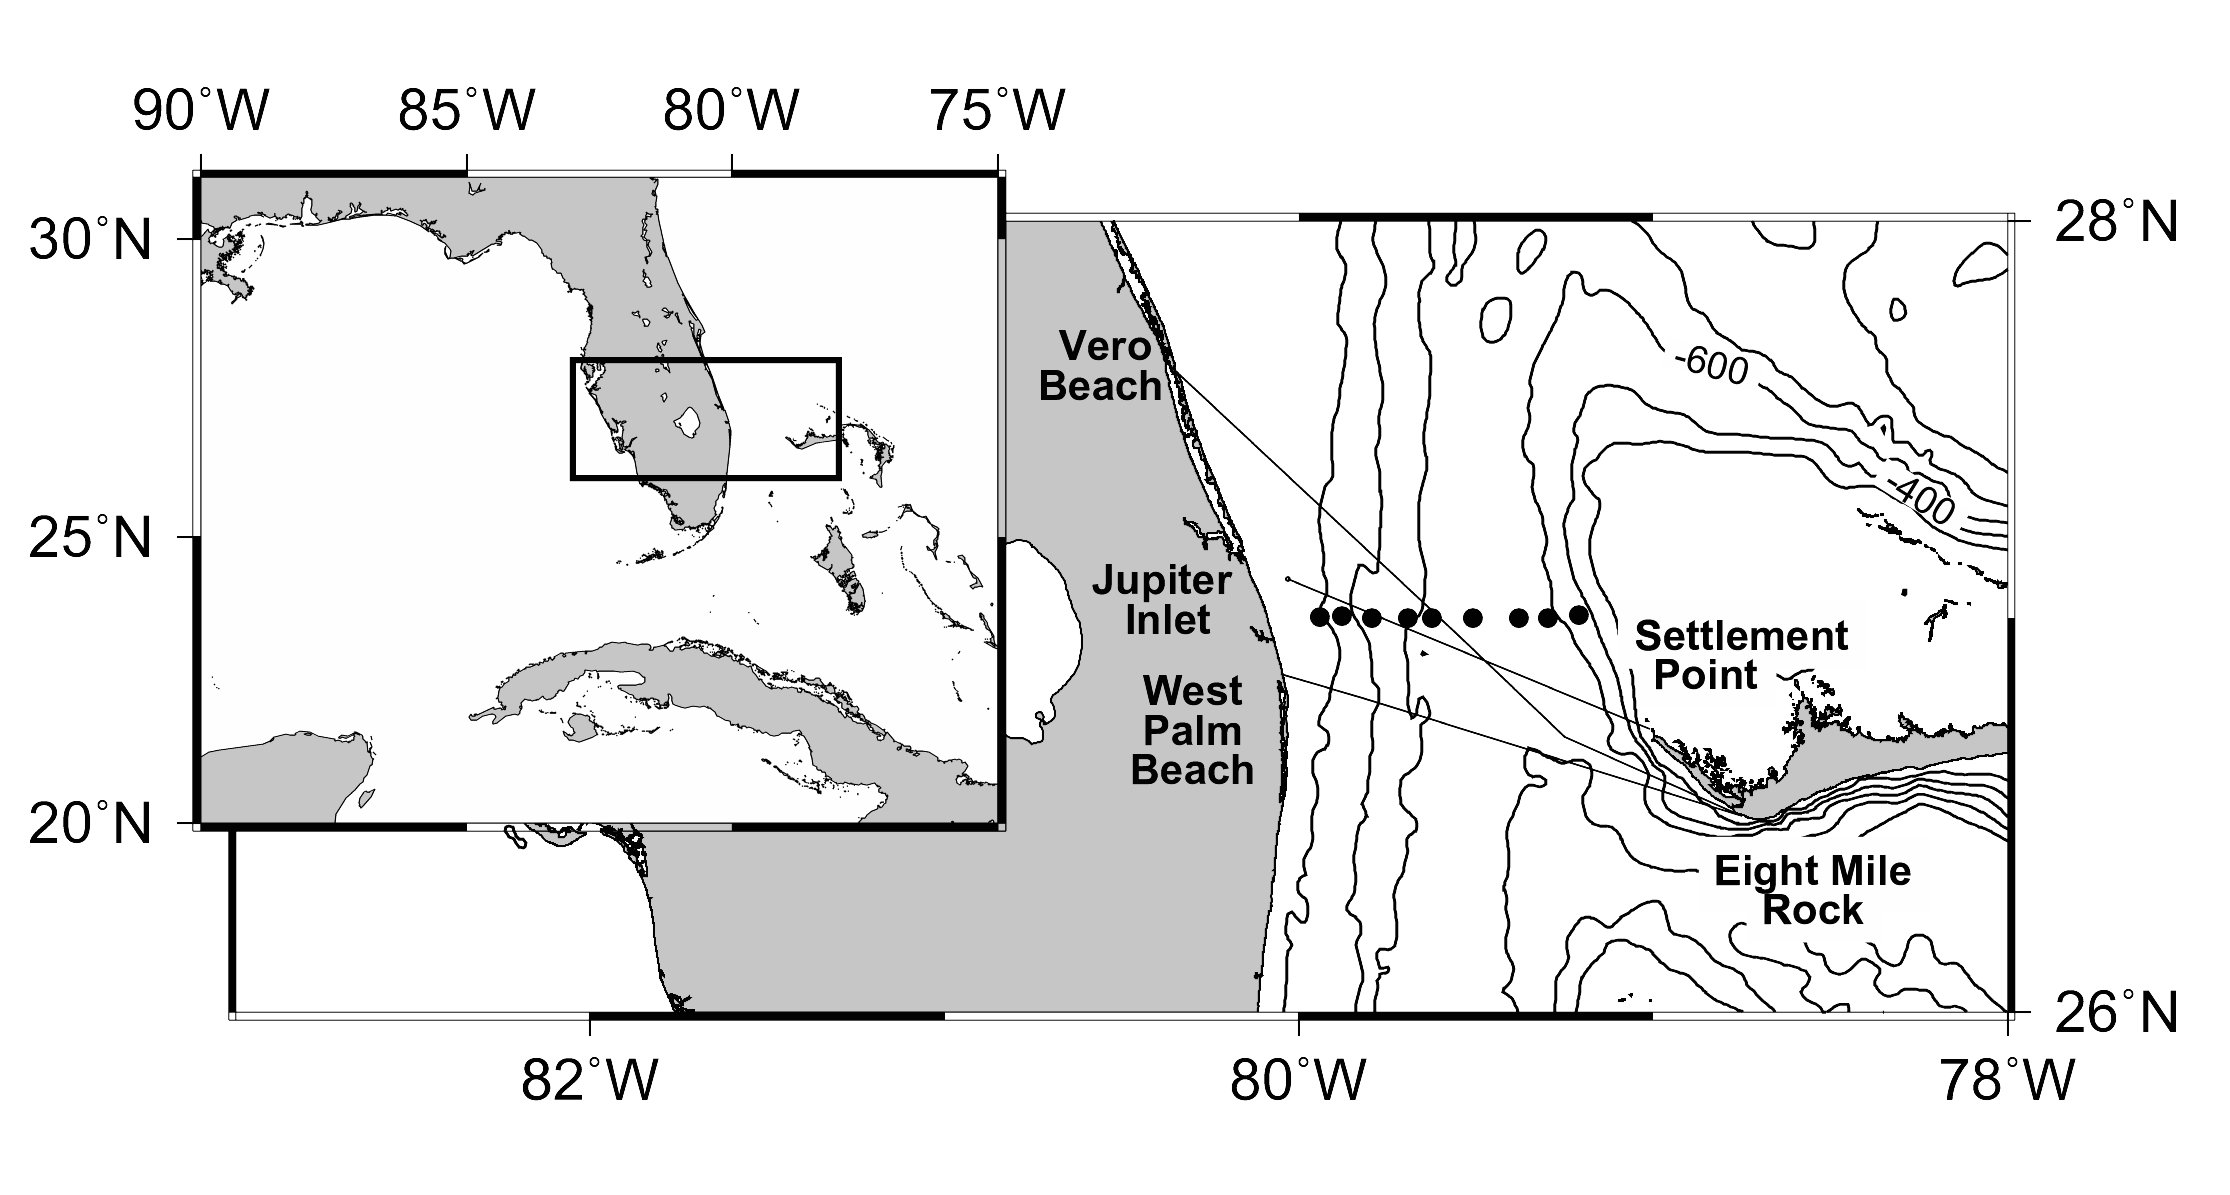 90°W 85°W 80°W 75°W
30°N
25°N
20°N
28°N
26°N
82°W 80°W 78°W
Vero
Beach
-600
-400
Jupiter
Inlet
Settlement
Point
West
Palm
Beach
Eight Mile
Rock